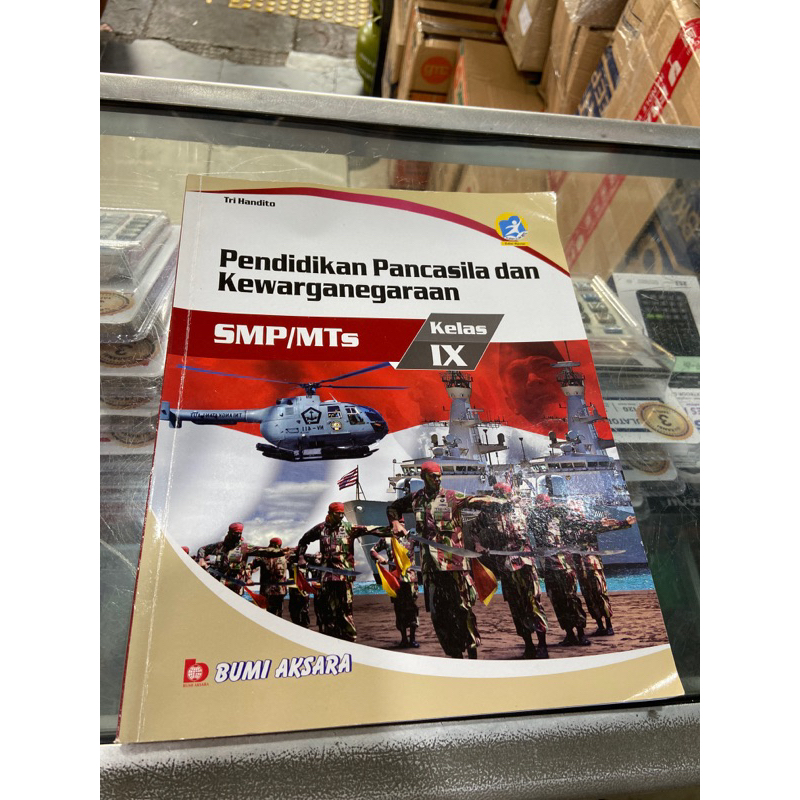 Tri Handito
Pendidikan Pancasila dan
Kewarganegaraan
SMP/MTs
Kelas
IX
BUMI AKSARA